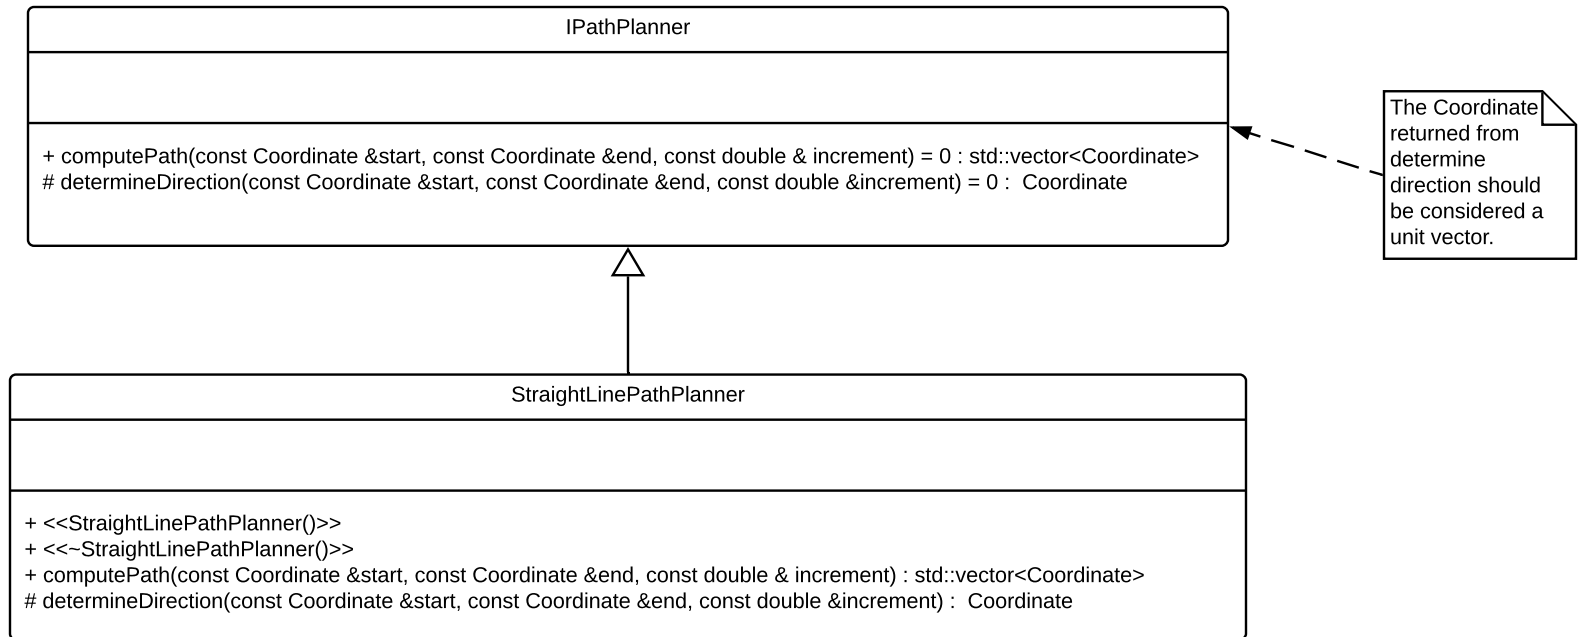 IPathPlanner
+ computePath(const Coordinate &start, const Coordinate &end, const double & increment) = 0 : std::vector<Coordinate>
# determineDirection(const Coordinate &start, const Coordinate &end, const double &increment) = 0 :  Coordinate
The Coordinate
returned from
determine
direction should
be considered a
unit vector.
StraightLinePathPlanner
+ <<StraightLinePathPlanner()>>
+ <<~StraightLinePathPlanner()>>
+ computePath(const Coordinate &start, const Coordinate &end, const double & increment) : std::vector<Coordinate>
# determineDirection(const Coordinate &start, const Coordinate &end, const double &increment) :  Coordinate